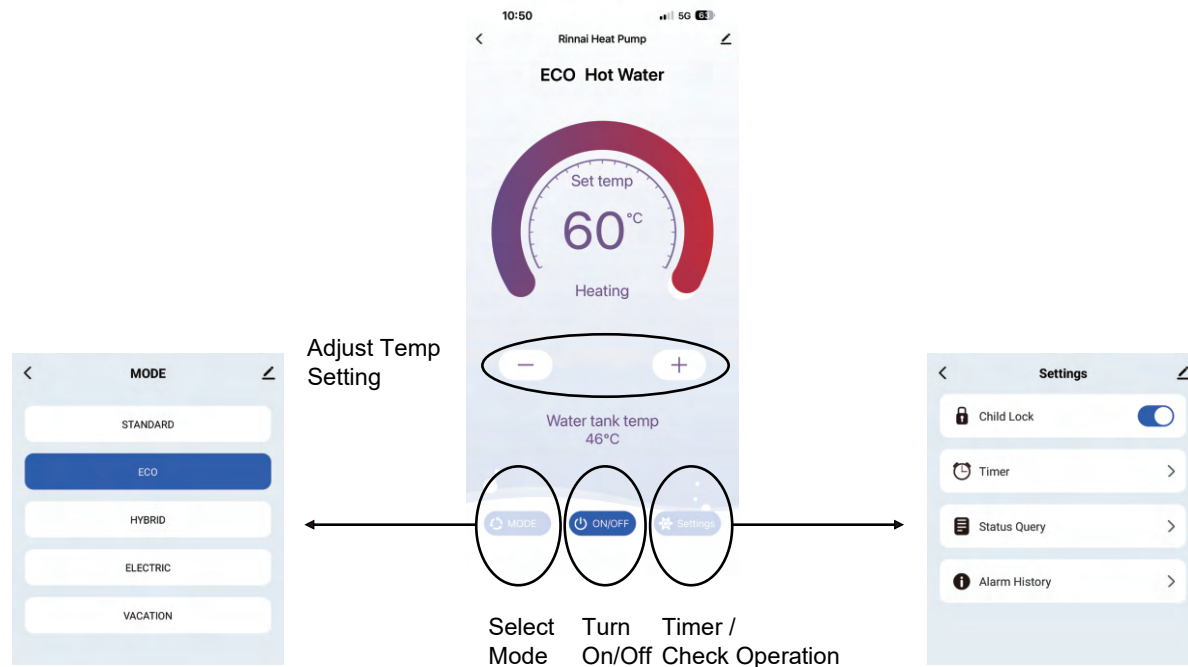 10:50
5G 63
Rinnai Heat Pump
ECO Hot Water
Set temp
60°C
Heating
Adjust Temp
Setting
− +
Water tank temp
46°C
MODE
ON/OFF
Settings
Select
Mode
Turn
On/Off
Timer /
Check Operation
MODE
STANDARD
ECO
HYBRID
ELECTRIC
VACATION
Settings
Child Lock
Timer
Status Query
Alarm History